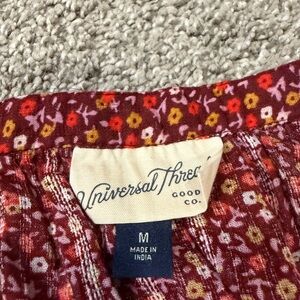 Universal Thread
GOOD
CO.
M
MADE IN
INDIA